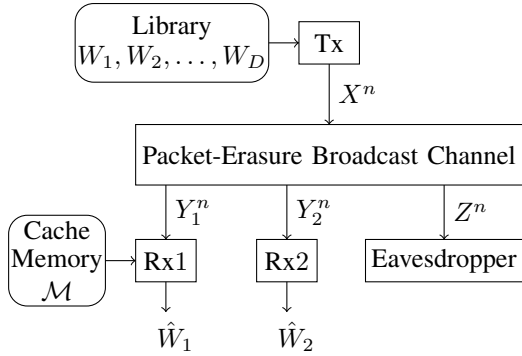 Library
W_1, W_2, . . . , W_D
Tx
X^n
Packet-Erasure Broadcast Channel
Y_1^n
Y_2^n
Z^n
Cache
Memory
ℳ
Rx1
Rx2
Eavesdropper
Ŵ_1
Ŵ_2